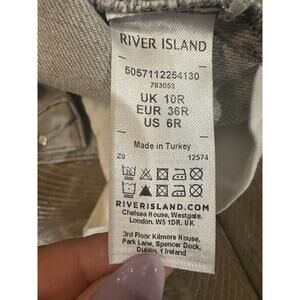 RIVER ISLAND
5057112254130
783053
UK 10R
EUR 36R
US 6R
Made in Turkey
Z9 12574
RIVERISLAND.COM
Chelsea House, Westgate,
London. W5 1DR. UK
3rd Floor Kilmore House,
Park Lane, Spencer Dock,
Dublin, 1 Ireland